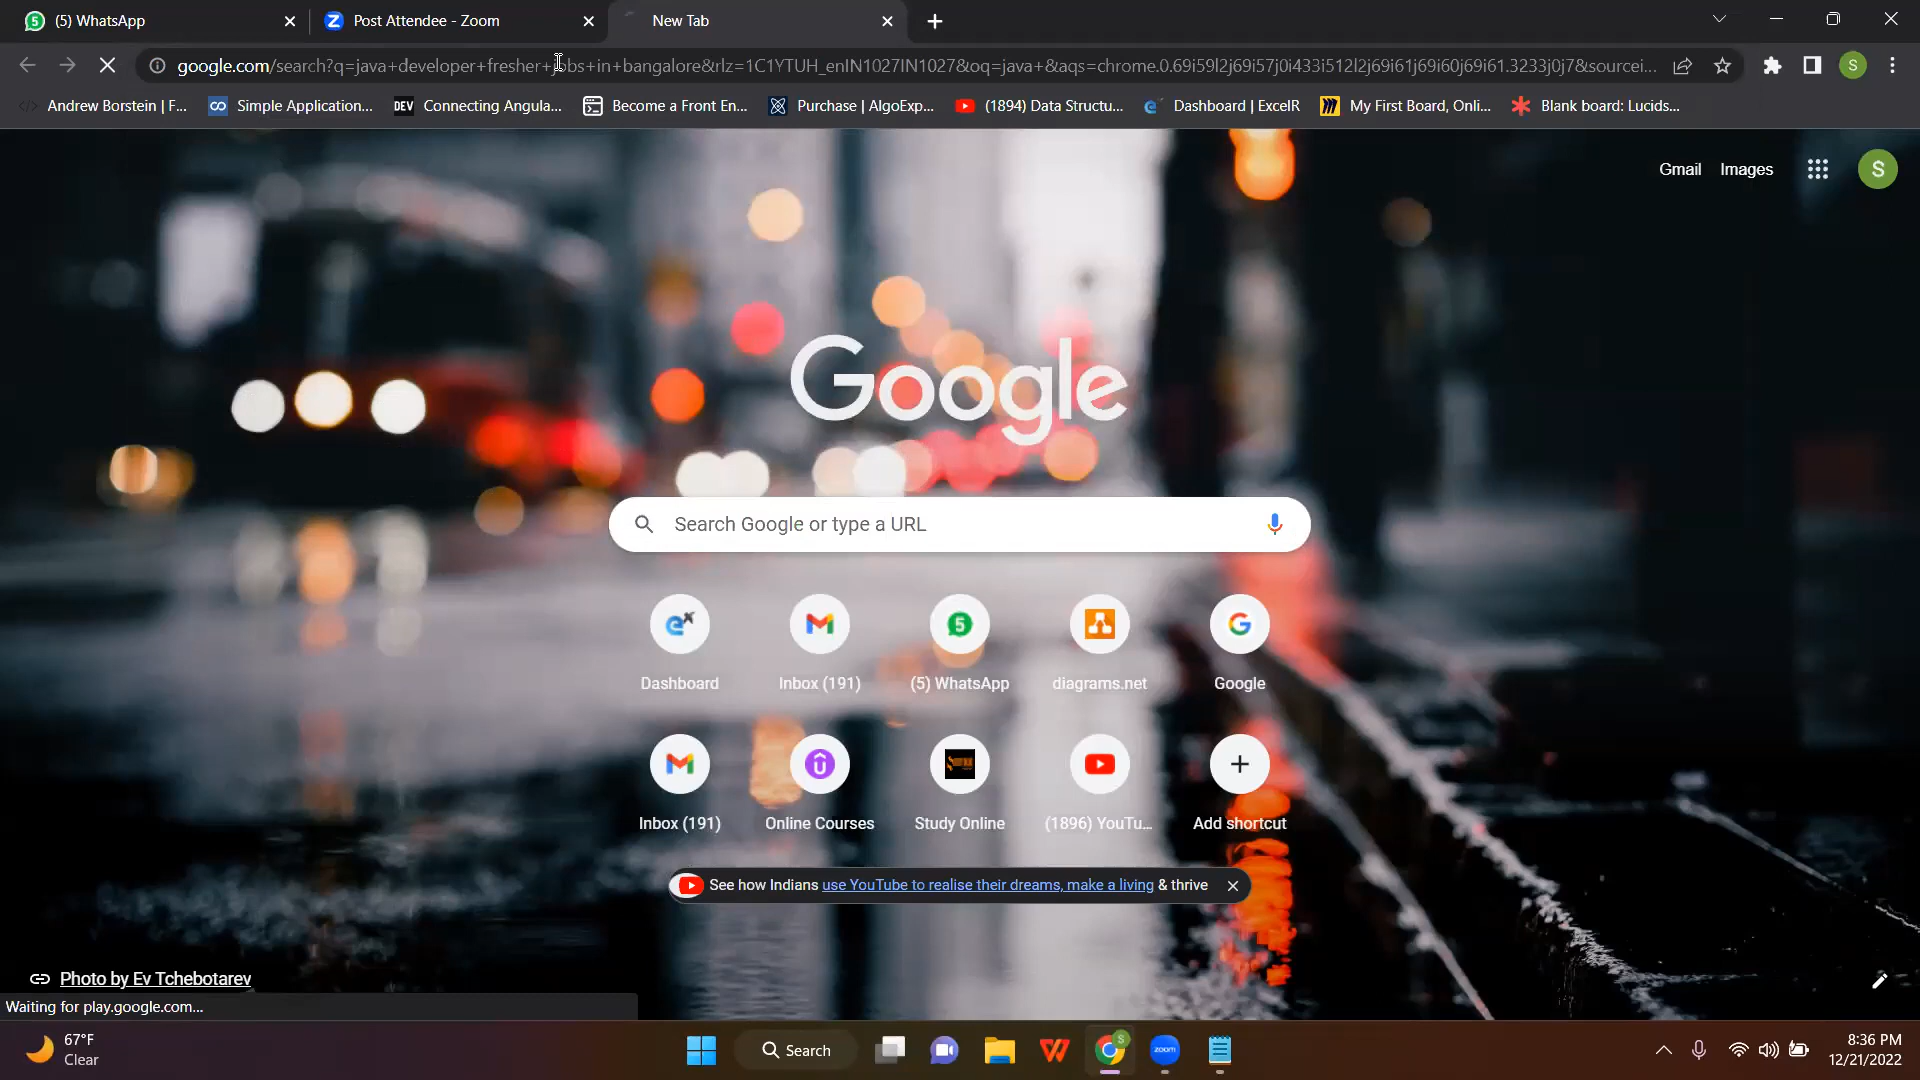 (5) WhatsApp
Post Attendee - Zoom
New Tab
google.com/search?q=java+developer+fresher+jobs+in+bangalore&rlz=1C1YTUH_enIN1027IN1027&oq=java+&aqs=chrome.0.69i59l2j69i57j0i433i512l2j69i61j69i60j69i61.3233j0j7&sourcei...
S
Andrew Borstein | F...
Simple Application...
DEV Connecting Angula...
Become a Front En...
Purchase | AlgoExp...
(1894) Data Structu...
Dashboard | ExcelR
My First Board, Onli...
Blank board: Lucids...
Gmail
Images
S
Google
Search Google or type a URL
Dashboard
Inbox (191)
(5) WhatsApp
diagrams.net
Google
Inbox (191)
Online Courses
Study Online
(1896) YouTu...
Add shortcut
See how Indians use YouTube to realise their dreams, make a living & thrive
Photo by Ev Tchebotarev
Waiting for play.google.com...
67°F
Clear
Search
zoom
8:36 PM
12/21/2022